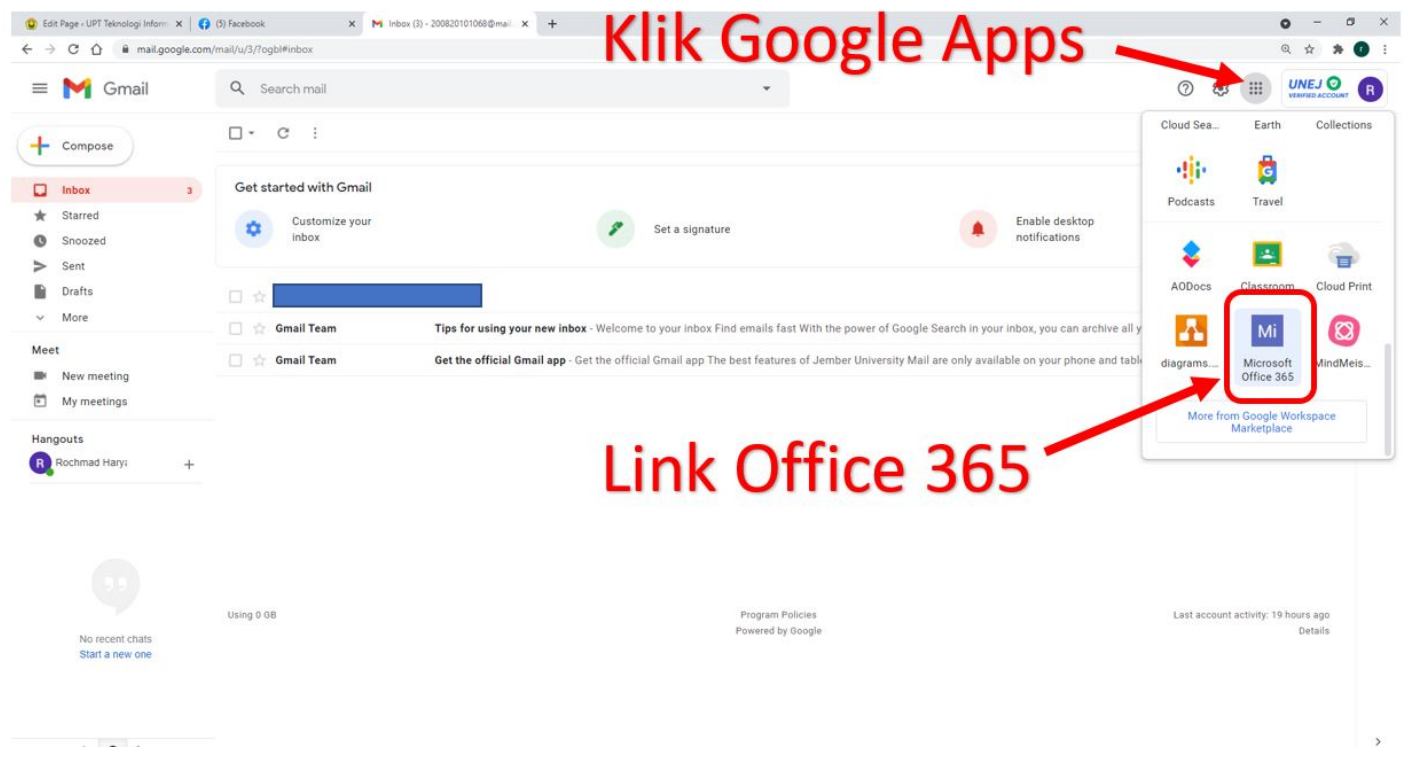 Edit Page ‹ UPT Teknologi Inform
(5) Facebook
Inbox (3) - 200820101068@mail.
Klik Google Apps
mail.google.com/mail/u/3/?ogbl#inbox
Gmail
Search mail
UNEJ
VERIFIED ACCOUNT
R
Compose
Inbox 3
Starred
Snoozed
Sent
Drafts
More
Meet
New meeting
My meetings
Hangouts
R
Rochmad Harya
No recent chats
Start a new one
Get started with Gmail
Customize your
inbox
Set a signature
Enable desktop
notifications
Gmail Team Tips for using your new inbox - Welcome to your inbox Find emails fast With the power of Google Search in your inbox, you can archive all y
Gmail Team Get the official Gmail app - Get the official Gmail app The best features of Jember University Mail are only available on your phone and tabl
Cloud Sea... Earth Collections
Podcasts Travel
AODocs Classroom Cloud Print
Mi
diagrams.... Microsoft MindMeis...
Office 365
More from Google Workspace
Marketplace
Link Office 365
Using 0 GB
Program Policies
Powered by Google
Last account activity: 19 hours ago
Details